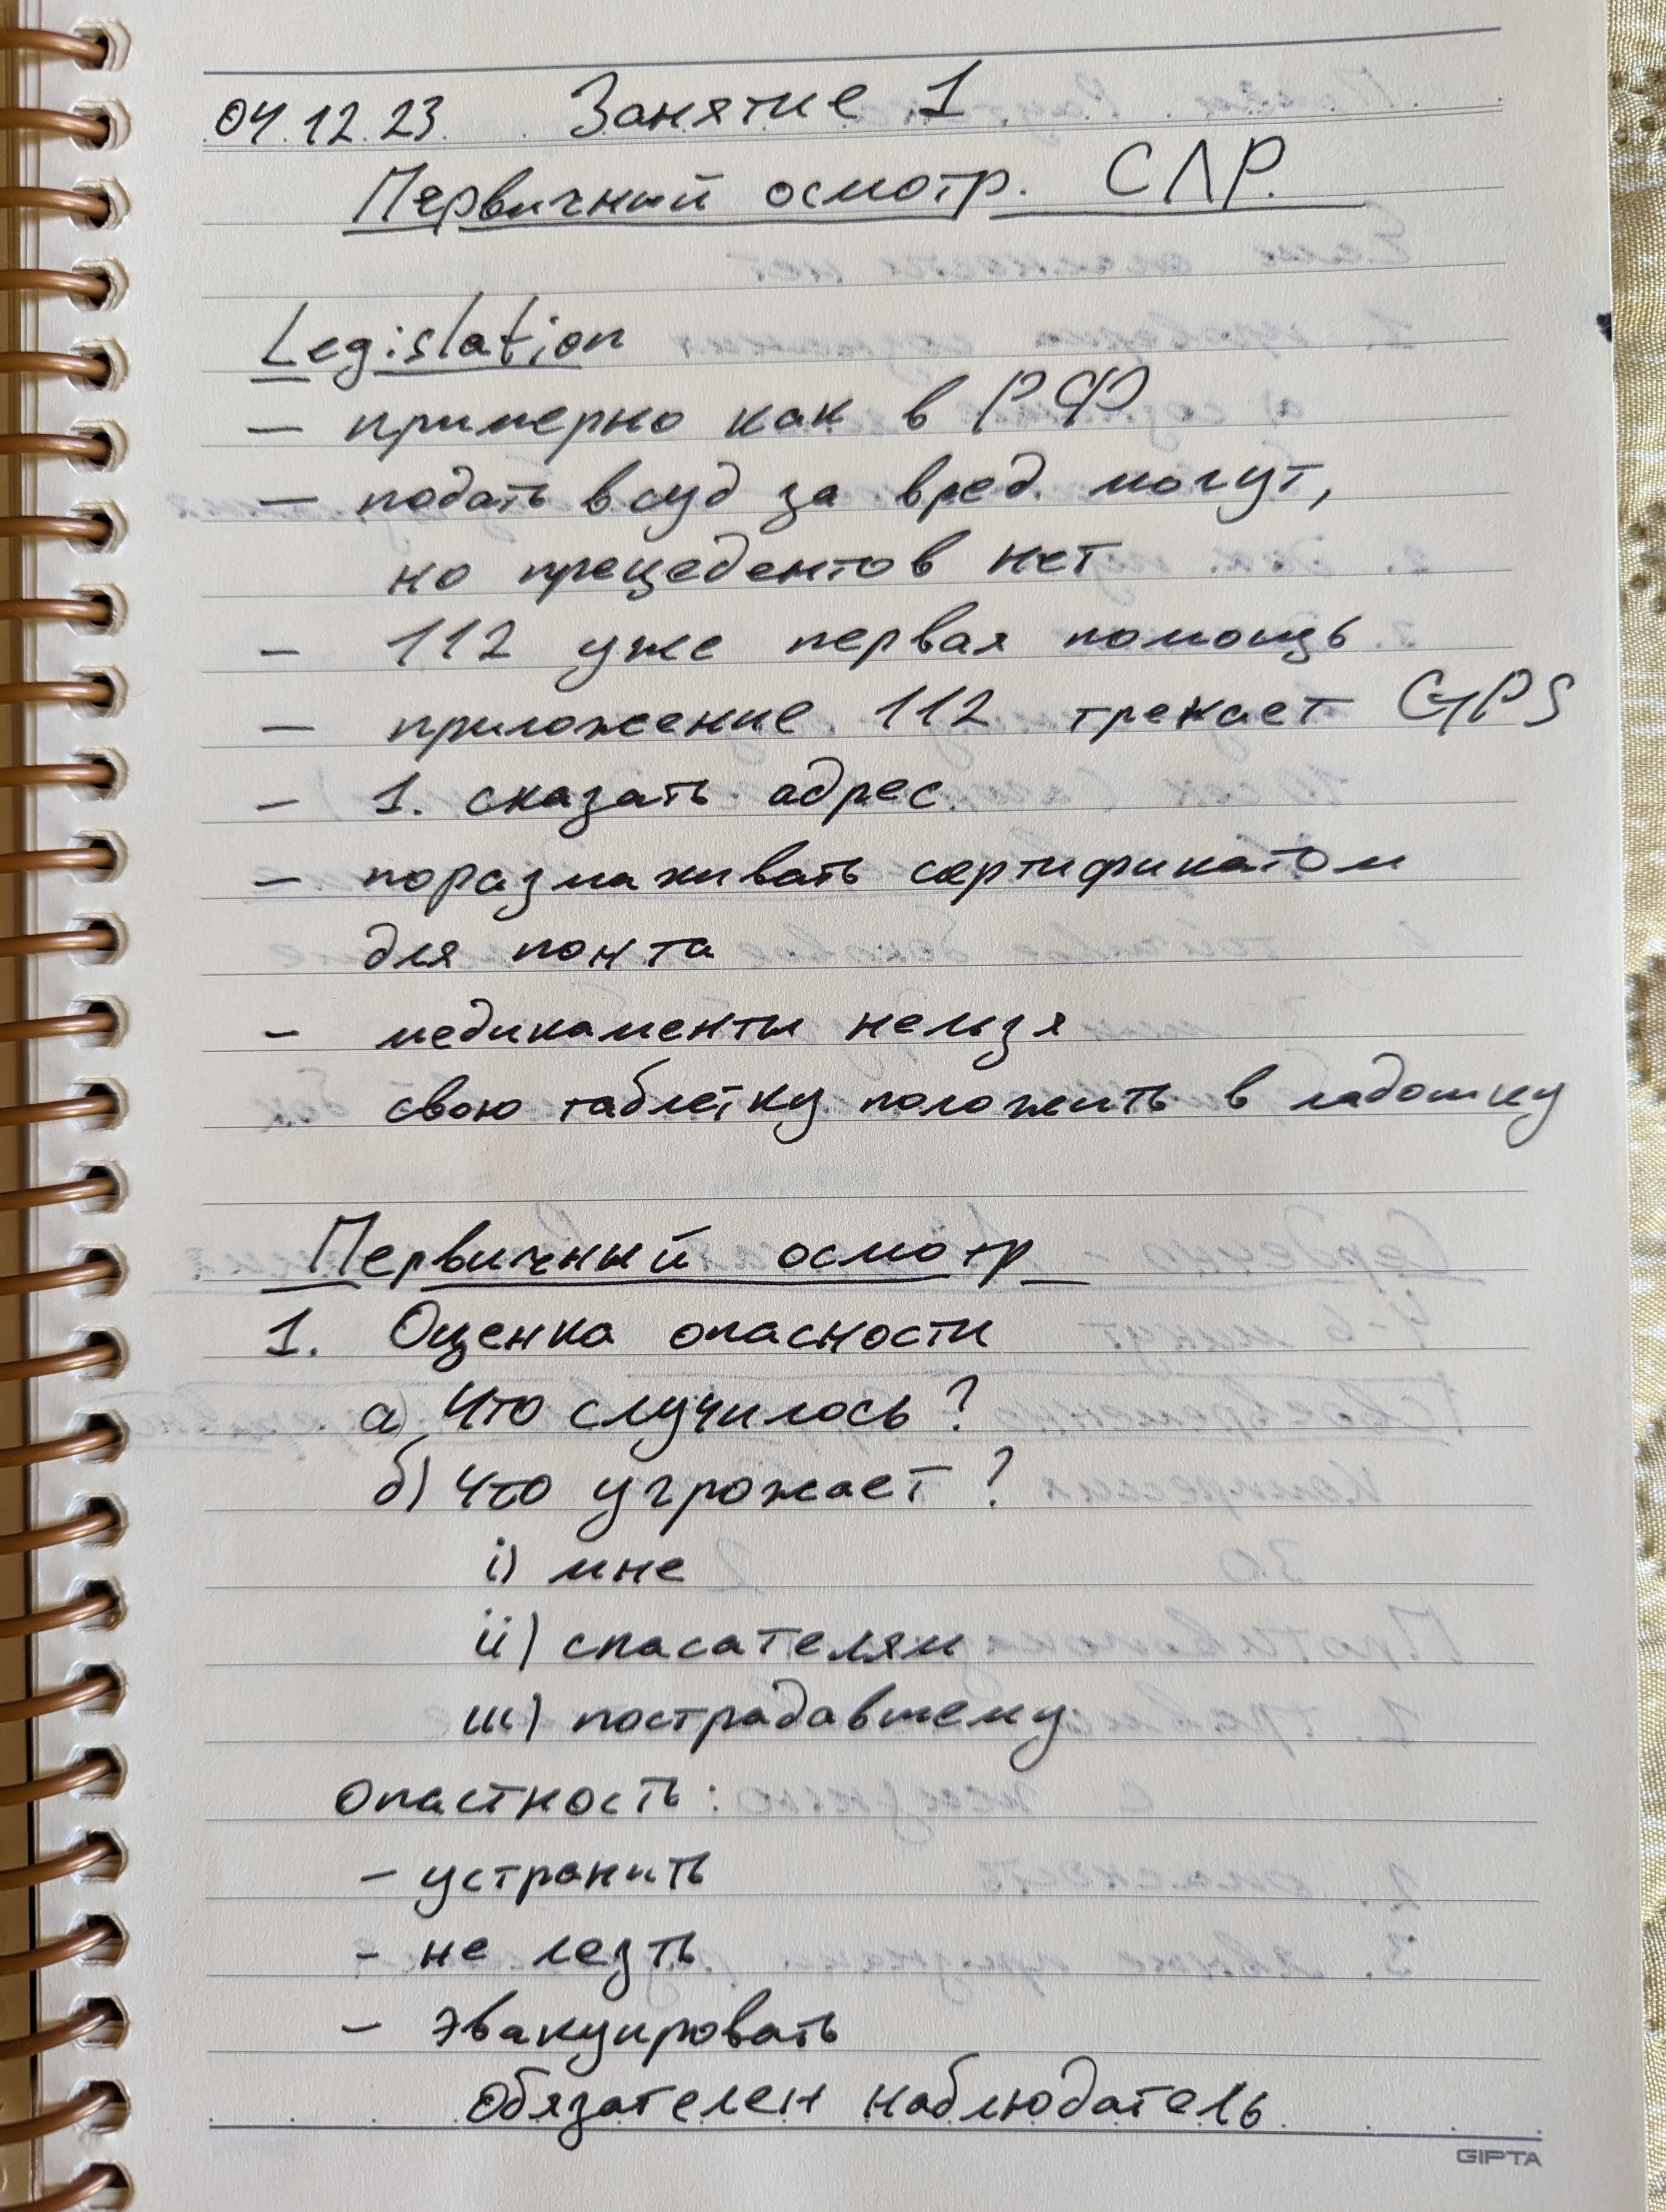 04.12.23 Занятие 1
Первичный осмотр. СЛР.
Legislation
— примерно как в РФ
— подать в суд за вред. могут,
но прецедентов нет
— 112 уже первая помощь
— приложение 112 трекает GPS
— 1. сказать адрес
— поразмахивать сертификатом
для понта
— медикаменты нельзя
свою таблетку положить в ладошку
Первичный осмотр
1. Оценка опасности
а) Что случилось?
б) Что угрожает?
i) мне
ii) спасателям
iii) пострадавшему
опастность:
- устранить
- не лезть
- эвакуировать
Обязателен наблюдатель
GIPTA